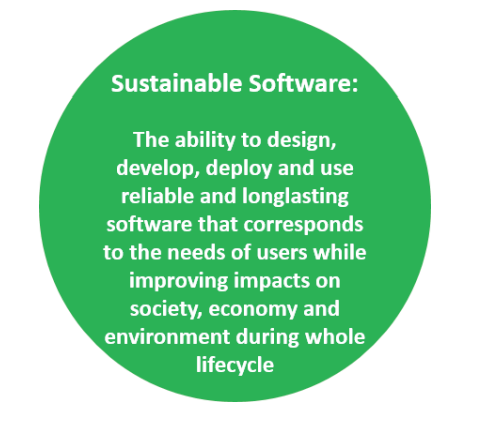 Sustainable Software:
The ability to design,
develop, deploy and use
reliable and longlasting
software that corresponds
to the needs of users while
improving impacts on
society, economy and
environment during whole
lifecycle